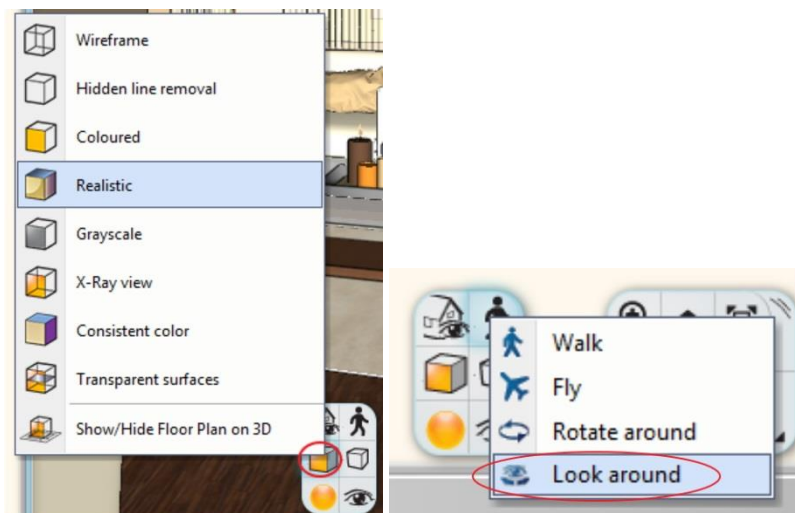 Wireframe
Hidden line removal
Coloured
Realistic
Grayscale
X-Ray view
Consistent color
Transparent surfaces
Show/Hide Floor Plan on 3D
Walk
Fly
Rotate around
Look around